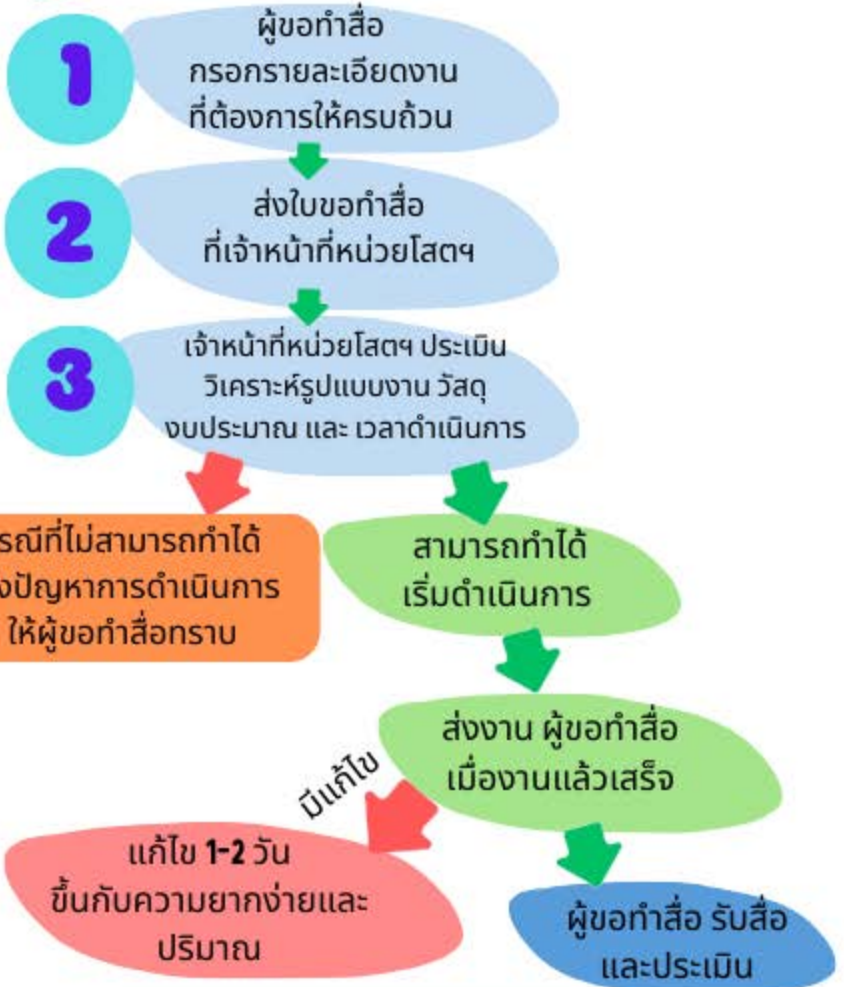 1
ผู้ขอทำสื่อ
กรอกรายละเอียดงาน
ที่ต้องการให้ครบถ้วน
2
ส่งใบขอทำสื่อ
ที่เจ้าหน้าที่หน่วยโสตฯ
3
เจ้าหน้าที่หน่วยโสตฯ ประเมิน
วิเคราะห์รูปแบบงาน วัสดุ
งบประมาณ และ เวลาดำเนินการ
รณีที่ไม่สามารถทำได้
งปัญหาการดำเนินการ
ให้ผู้ขอทำสื่อทราบ
สามารถทำได้
เริ่มดำเนินการ
ส่งงาน ผู้ขอทำสื่อ
เมื่องานแล้วเสร็จ
มีแก้ไข
แก้ไข 1-2 วัน
ขึ้นกับความยากง่ายและ
ปริมาณ
ผู้ขอทำสื่อ รับสื่อ
และประเมิน